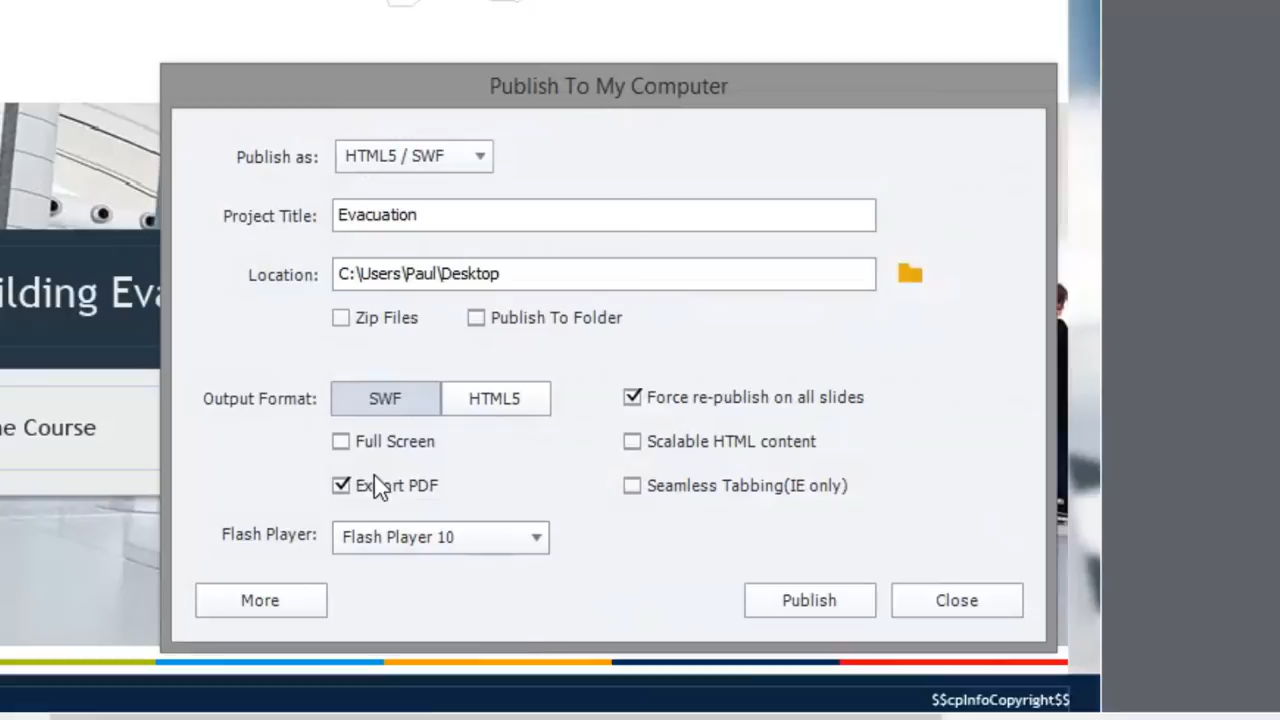 Publish To My Computer
Publish as: HTML5 / SWF
Project Title: Evacuation
Location: C:\Users\Paul\Desktop
Zip Files Publish To Folder
ilding Eva
Output Format: SWF HTML5 Force re-publish on all slides
e Course
Full Screen Scalable HTML content
Export PDF Seamless Tabbing(IE only)
Flash Player: Flash Player 10
More Publish Close
$$cpInfoCopyright$$